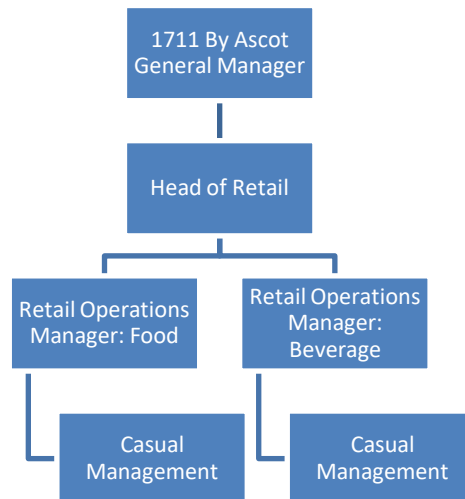 1711 By Ascot
General Manager
Head of Retail
Retail Operations
Manager: Food
Retail Operations
Manager:
Beverage
Casual
Management
Casual
Management